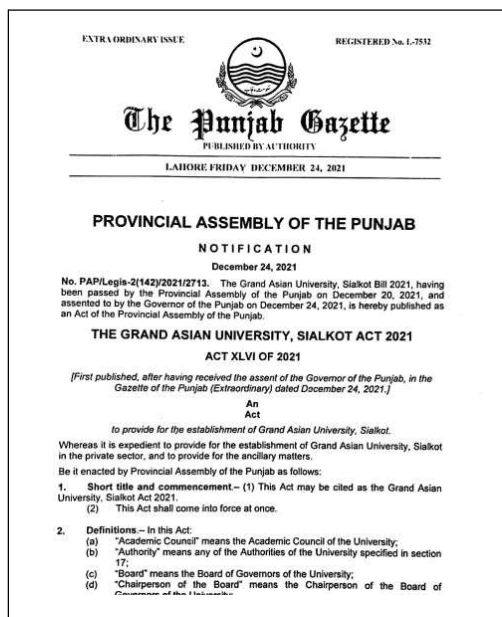 EXTRA ORDINARY ISSUE
REGISTERED No. L-7532
The Punjab Gazette
PUBLISHED BY AUTHORITY
LAHORE FRIDAY DECEMBER 24, 2021
PROVINCIAL ASSEMBLY OF THE PUNJAB
NOTIFICATION
December 24, 2021
No. PAP/Legis-2(142)/2021/2713. The Grand Asian University, Sialkot Bill 2021, having
been passed by the Provincial Assembly of the Punjab on December 20, 2021, and
assented to by the Governor of the Punjab on December 24, 2021, is hereby published as
an Act of the Provincial Assembly of the Punjab.
THE GRAND ASIAN UNIVERSITY, SIALKOT ACT 2021
ACT XLVI OF 2021
[First published, after having received the assent of the Governor of the Punjab, in the
Gazette of the Punjab (Extraordinary) dated December 24, 2021.]
An
Act
to provide for the establishment of Grand Asian University, Sialkot.
Whereas it is expedient to provide for the establishment of Grand Asian University, Sialkot
in the private sector, and to provide for the ancillary matters.
Be it enacted by Provincial Assembly of the Punjab as follows:
1. Short title and commencement.– (1) This Act may be cited as the Grand Asian
University, Sialkot Act 2021.
(2) This Act shall come into force at once.
2. Definitions.– In this Act:
(a) "Academic Council" means the Academic Council of the University;
(b) "Authority" means any of the Authorities of the University specified in section
17;
(c) "Board" means the Board of Governors of the University;
(d) "Chairperson of the Board" means the Chairperson of the Board of
Governors of the University;